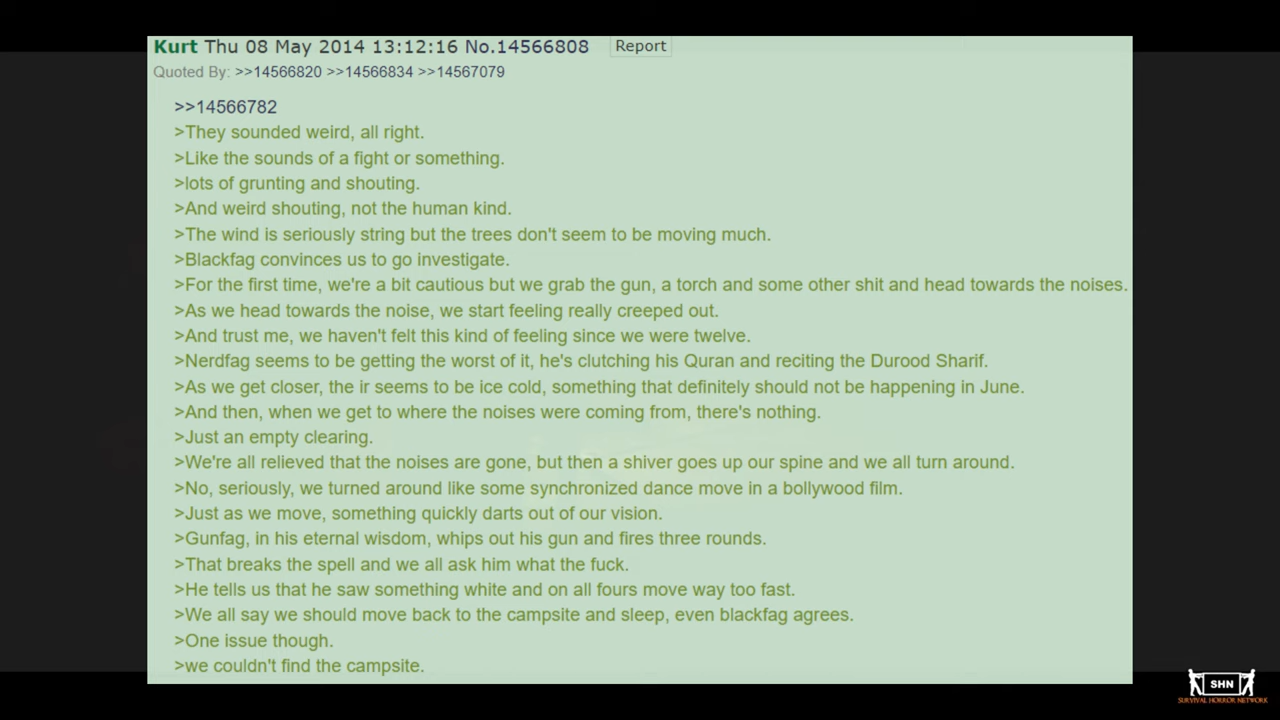 Kurt Thu 08 May 2014 13:12:16 No.14566808 Report
Quoted By: >>14566820 >>14566834 >>14567079
>>14566782
>They sounded weird, all right.
>Like the sounds of a fight or something.
>lots of grunting and shouting.
>And weird shouting, not the human kind.
>The wind is seriously string but the trees don't seem to be moving much.
>Blackfag convinces us to go investigate.
>For the first time, we're a bit cautious but we grab the gun, a torch and some other shit and head towards the noises.
>As we head towards the noise, we start feeling really creeped out.
>And trust me, we haven't felt this kind of feeling since we were twelve.
>Nerdfag seems to be getting the worst of it, he's clutching his Quran and reciting the Durood Sharif.
>As we get closer, the ir seems to be ice cold, something that definitely should not be happening in June.
>And then, when we get to where the noises were coming from, there's nothing.
>Just an empty clearing.
>We're all relieved that the noises are gone, but then a shiver goes up our spine and we all turn around.
>No, seriously, we turned around like some synchronized dance move in a bollywood film.
>Just as we move, something quickly darts out of our vision.
>Gunfag, in his eternal wisdom, whips out his gun and fires three rounds.
>That breaks the spell and we all ask him what the fuck.
>He tells us that he saw something white and on all fours move way too fast.
>We all say we should move back to the campsite and sleep, even blackfag agrees.
>One issue though.
>we couldn't find the campsite.
SHN
SURVIVAL HORROR NETWORK